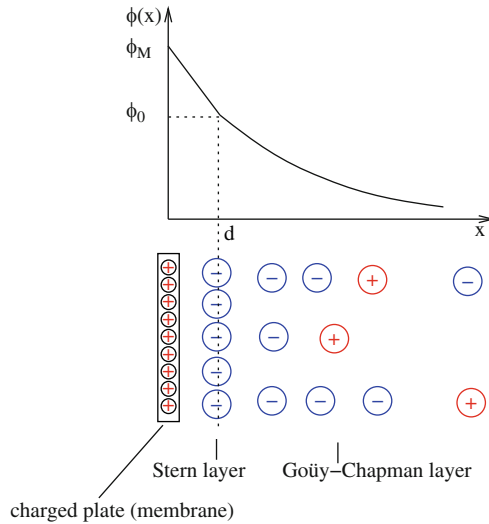 ϕ(x)
ϕM
ϕ0
d
x
+ − − − + −
+ −
+ − − +
+
+ −
+
+ −
+ − − − − +
Stern layer
Goüy−Chapman layer
charged plate (membrane)